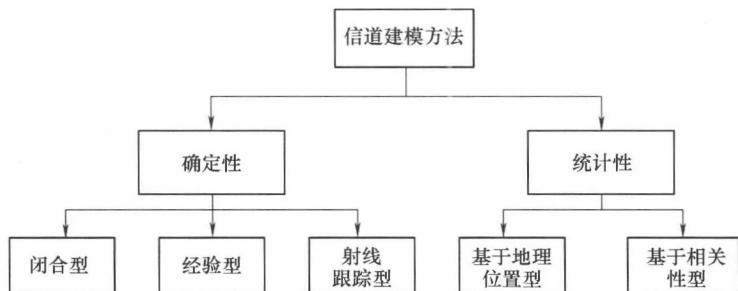 信道建模方法
确定性
统计性
闭合型
经验型
射线
跟踪型
基于地理
位置型
基于相关
性型